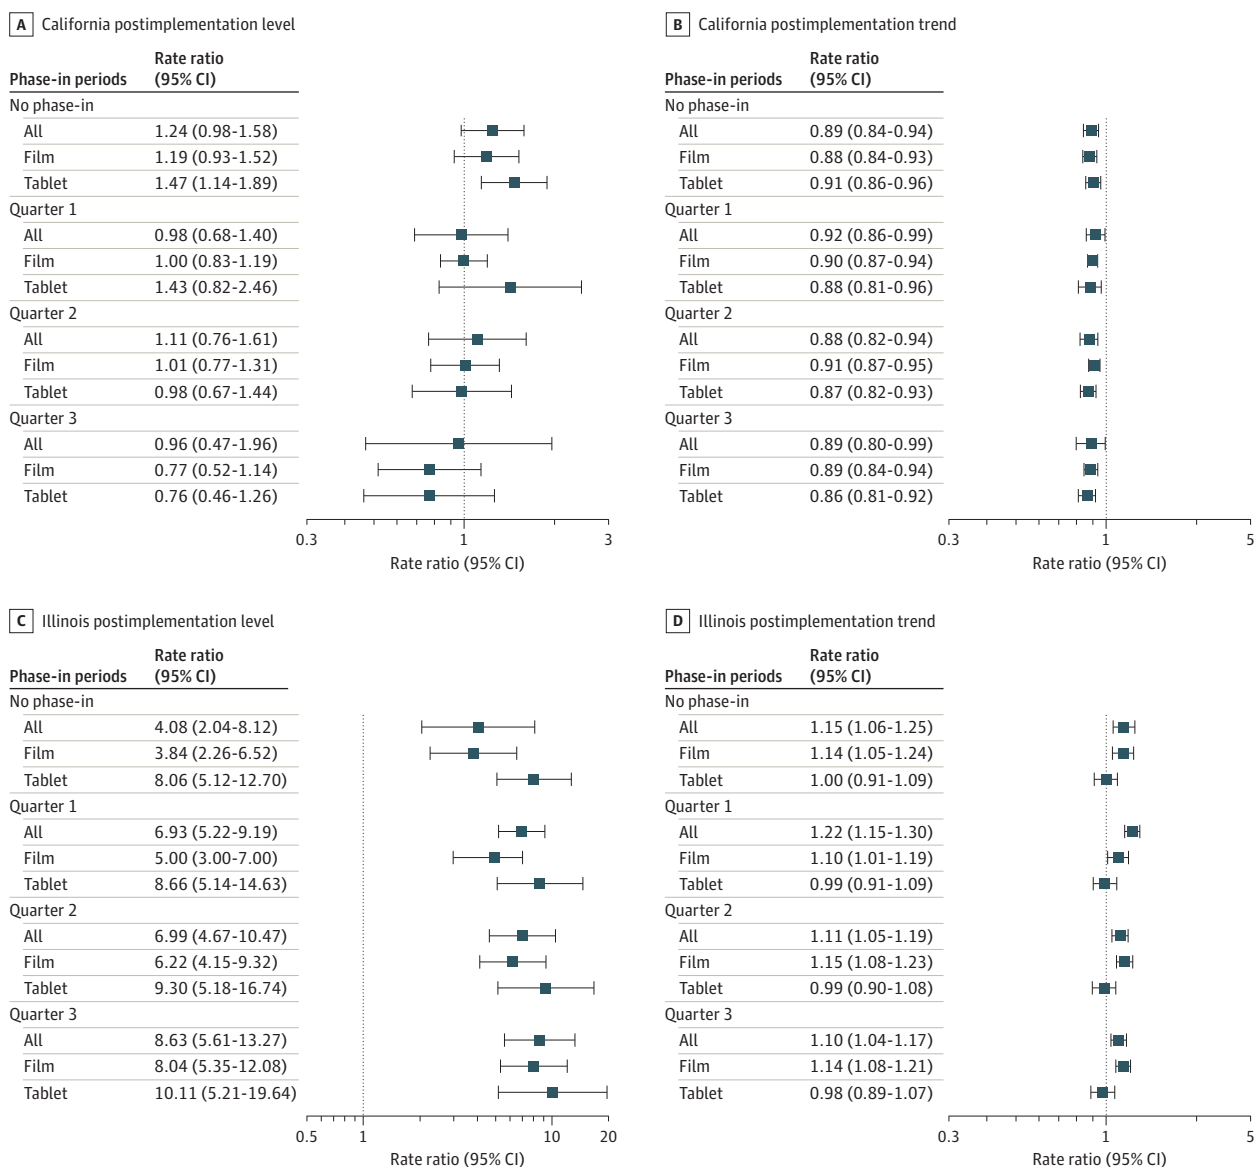 A California postimplementation level
Phase-in periods Rate ratio (95% CI)
No phase-in
All 1.24 (0.98-1.58)
Film 1.19 (0.93-1.52)
Tablet 1.47 (1.14-1.89)
Quarter 1
All 0.98 (0.68-1.40)
Film 1.00 (0.83-1.19)
Tablet 1.43 (0.82-2.46)
Quarter 2
All 1.11 (0.76-1.61)
Film 1.01 (0.77-1.31)
Tablet 0.98 (0.67-1.44)
Quarter 3
All 0.96 (0.47-1.96)
Film 0.77 (0.52-1.14)
Tablet 0.76 (0.46-1.26)
0.3 1 3
Rate ratio (95% CI)
B California postimplementation trend
Phase-in periods Rate ratio (95% CI)
No phase-in
All 0.89 (0.84-0.94)
Film 0.88 (0.84-0.93)
Tablet 0.91 (0.86-0.96)
Quarter 1
All 0.92 (0.86-0.99)
Film 0.90 (0.87-0.94)
Tablet 0.88 (0.81-0.96)
Quarter 2
All 0.88 (0.82-0.94)
Film 0.91 (0.87-0.95)
Tablet 0.87 (0.82-0.93)
Quarter 3
All 0.89 (0.80-0.99)
Film 0.89 (0.84-0.94)
Tablet 0.86 (0.81-0.92)
0.3 1 5
Rate ratio (95% CI)
C Illinois postimplementation level
Phase-in periods Rate ratio (95% CI)
No phase-in
All 4.08 (2.04-8.12)
Film 3.84 (2.26-6.52)
Tablet 8.06 (5.12-12.70)
Quarter 1
All 6.93 (5.22-9.19)
Film 5.00 (3.00-7.00)
Tablet 8.66 (5.14-14.63)
Quarter 2
All 6.99 (4.67-10.47)
Film 6.22 (4.15-9.32)
Tablet 9.30 (5.18-16.74)
Quarter 3
All 8.63 (5.61-13.27)
Film 8.04 (5.35-12.08)
Tablet 10.11 (5.21-19.64)
0.5 1 10 20
Rate ratio (95% CI)
D Illinois postimplementation trend
Phase-in periods Rate ratio (95% CI)
No phase-in
All 1.15 (1.06-1.25)
Film 1.14 (1.05-1.24)
Tablet 1.00 (0.91-1.09)
Quarter 1
All 1.22 (1.15-1.30)
Film 1.10 (1.01-1.19)
Tablet 0.99 (0.91-1.09)
Quarter 2
All 1.11 (1.05-1.19)
Film 1.15 (1.08-1.23)
Tablet 0.99 (0.90-1.08)
Quarter 3
All 1.10 (1.04-1.17)
Film 1.14 (1.08-1.21)
Tablet 0.98 (0.89-1.07)
0.3 1 5
Rate ratio (95% CI)